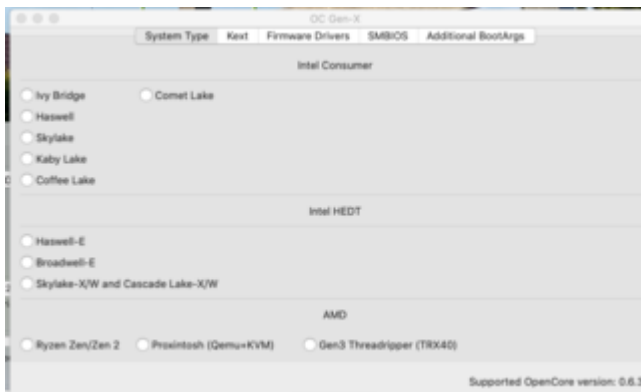 OC Gen-X
System Type Kext Firmware Drivers SMBIOS Additional BootArgs
Intel Consumer
Ivy Bridge Comet Lake
Haswell
Skylake
Kaby Lake
Coffee Lake
Intel HEDT
Haswell-E
Broadwell-E
Skylake-X/W and Cascade Lake-X/W
AMD
Ryzen Zen/Zen 2 Proxintosh (Qemu+KVM) Gen3 Threadripper (TRX40)
Supported OpenCore version: